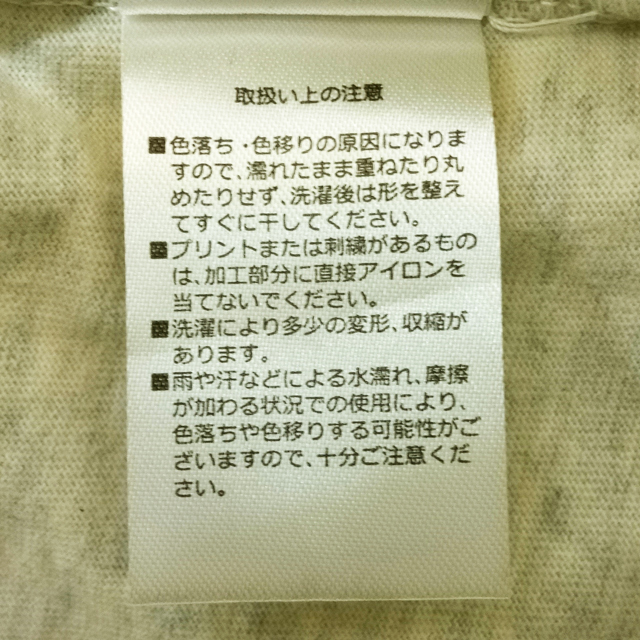 取扱い上の注意
■色落ち・色移りの原因になりま
すので、濡れたまま重ねたり丸
めたりせず、洗濯後は形を整え
てすぐに干してください。
■プリントまたは刺繍があるもの
は、加工部分に直接アイロンを
当てないでください。
■洗濯により多少の変形、収縮が
あります。
■雨や汗などによる水濡れ、摩擦
が加わる状況での使用により、
色落ちや色移りする可能性がご
ざいますので、十分ご注意くだ
さい。